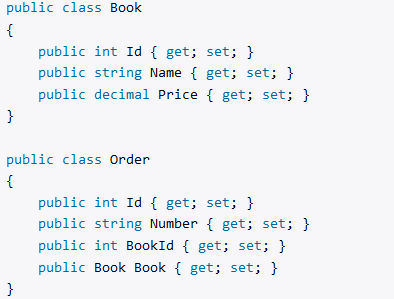 public class Book
{
    public int Id { get; set; }
    public string Name { get; set; }
    public decimal Price { get; set; }
}

public class Order
{
    public int Id { get; set; }
    public string Number { get; set; }
    public int BookId { get; set; }
    public Book Book { get; set; }
}